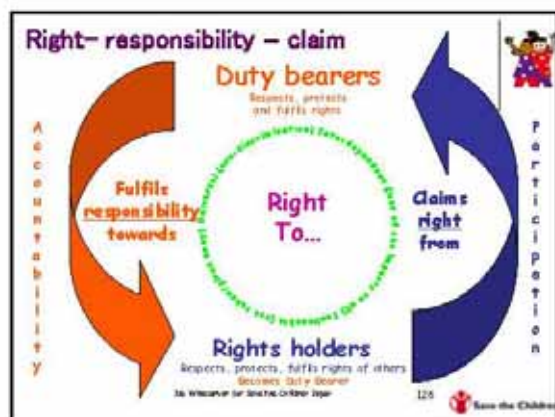 Right- responsibility – claim
Duty bearers
Respects, protects
and fulfils rights
Accountability
Fulfils
responsibility
towards
Right
To...
Claims
right
from
Participation
Rights holders
Respects, protects, fulfils rights of others
Becomes Duty Bearer
126
Save the Children